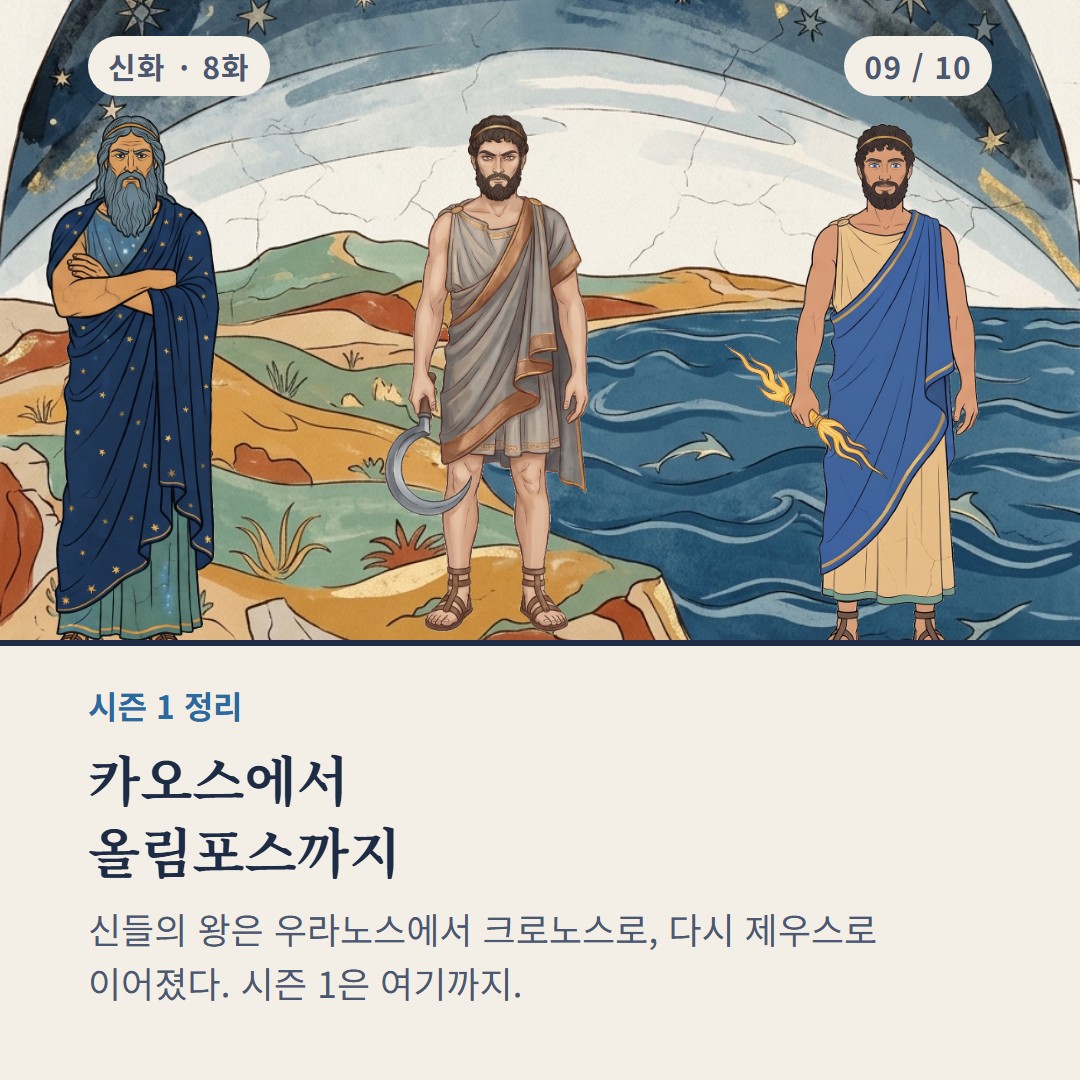 신화 · 8화
09 / 10
시즌 1 정리
카오스에서
올림포스까지
신들의 왕은 우라노스에서 크로노스로, 다시 제우스로
이어졌다. 시즌 1은 여기까지.